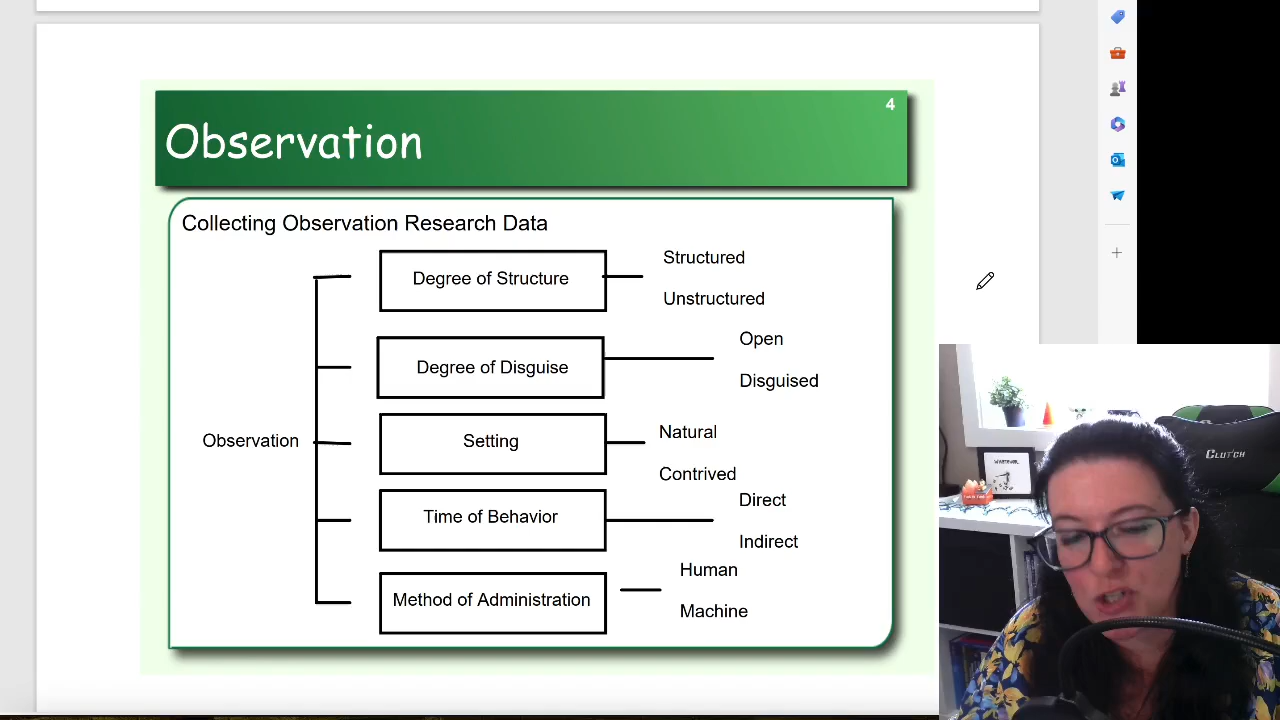 4
Observation
Collecting Observation Research Data
Structured
Degree of Structure
Unstructured
Open
Degree of Disguise
Disguised
Natural
Observation
Setting
Contrived
Direct
Time of Behavior
Indirect
Human
Method of Administration
Machine
CLUTCH